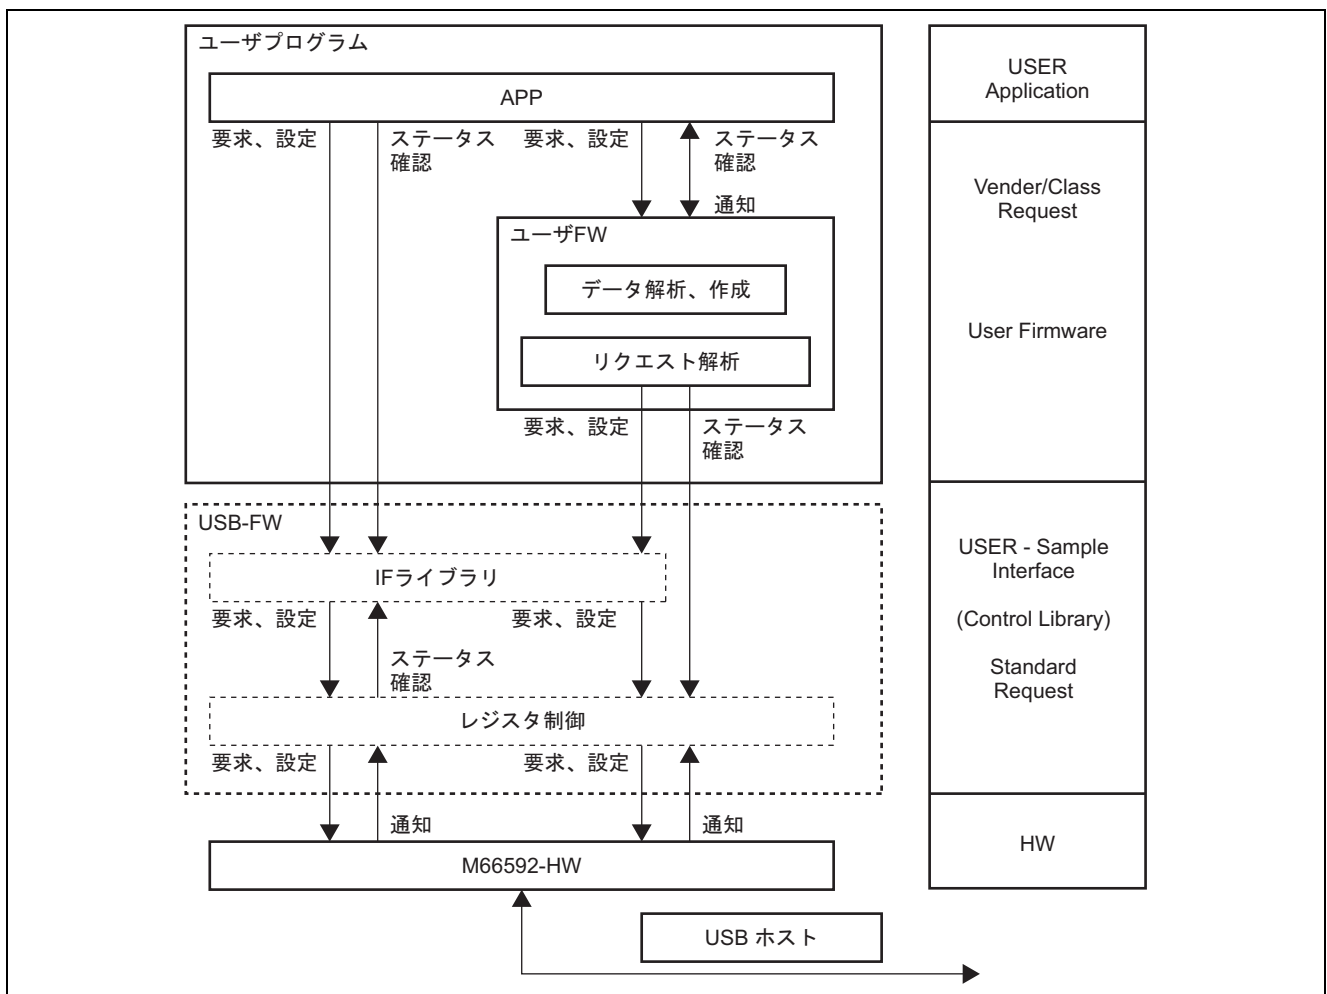 ユーザプログラム
APP
要求、設定
ステータス
確認
要求、設定
ステータス
確認
通知
ユーザFW
データ解析、作成
リクエスト解析
要求、設定
ステータス
確認
USB-FW
IFライブラリ
要求、設定
要求、設定
ステータス
確認
レジスタ制御
要求、設定
要求、設定
通知
通知
M66592-HW
USB ホスト
USER
Application
Vender/Class
Request
User Firmware
USER - Sample
Interface
(Control Library)
Standard
Request
HW